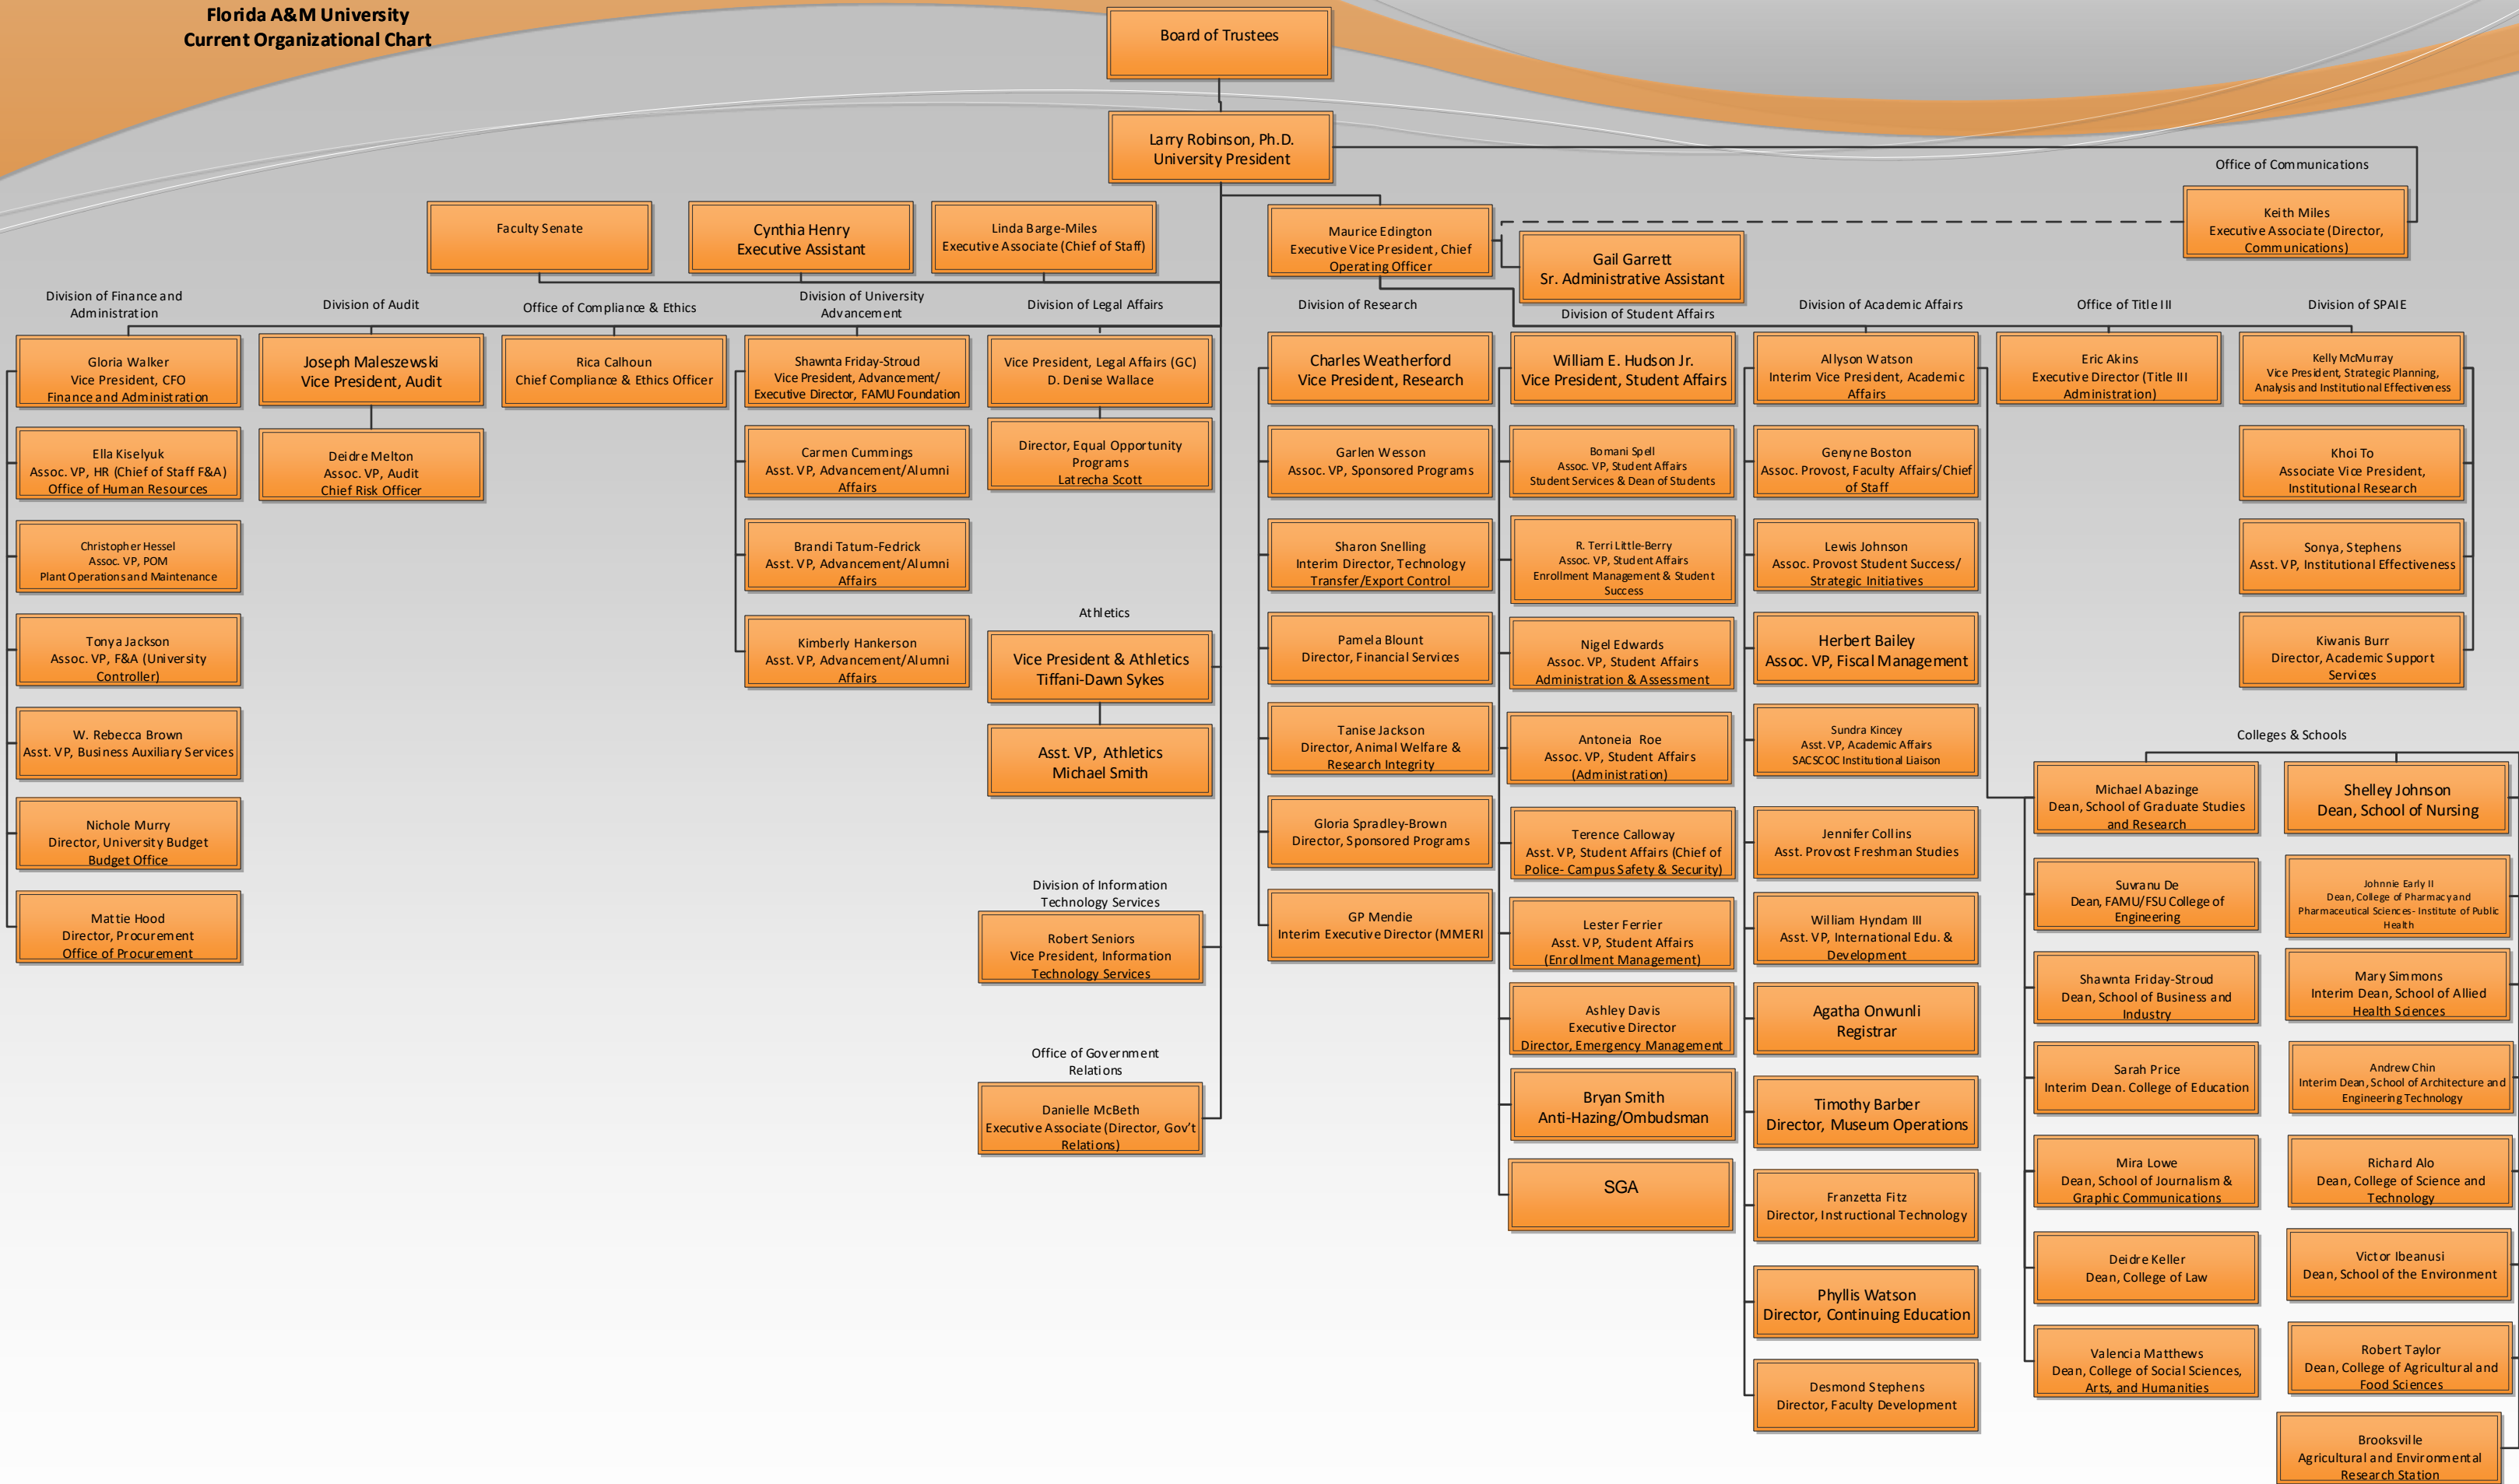 Florida A&M University
Current Organizational Chart
Board of Trustees
Larry Robinson, Ph.D.
University President
Office of Communications
Keith Miles
Executive Associate (Director,
Communications)
Faculty Senate
Cynthia Henry
Executive Assistant
Linda Barge-Miles
Executive Associate (Chief of Staff)
Maurice Edington
Executive Vice President, Chief
Operating Officer
Gail Garrett
Sr. Administrative Assistant
Division of Finance and
Administration
Gloria Walker
Vice President, CFO
Finance and Administration
Ella Kiselyuk
Assoc. VP, HR (Chief of Staff F&A)
Office of Human Resources
Christopher Hessel
Assoc. VP, POM
Plant Operations and Maintenance
Tonya Jackson
Assoc. VP, F&A (University
Controller)
W. Rebecca Brown
Asst. VP, Business Auxiliary Services
Nichole Murry
Director, University Budget
Budget Office
Mattie Hood
Director, Procurement
Office of Procurement
Division of Audit
Joseph Maleszewski
Vice President, Audit
Deidre Melton
Assoc. VP, Audit
Chief Risk Officer
Office of Compliance & Ethics
Rica Calhoun
Chief Compliance & Ethics Officer
Division of University
Advancement
Shawnta Friday-Stroud
Vice President, Advancement/
Executive Director, FAMU Foundation
Carmen Cummings
Asst. VP, Advancement/Alumni
Affairs
Brandi Tatum-Fedrick
Asst. VP, Advancement/Alumni
Affairs
Kimberly Hankerson
Asst. VP, Advancement/Alumni
Affairs
Division of Legal Affairs
Vice President, Legal Affairs (GC)
D. Denise Wallace
Director, Equal Opportunity
Programs
Latrecha Scott
Athletics
Vice President & Athletics
Tiffani-Dawn Sykes
Asst. VP, Athletics
Michael Smith
Division of Information
Technology Services
Robert Seniors
Vice President, Information
Technology Services
Office of Government
Relations
Danielle McBeth
Executive Associate (Director, Gov’t
Relations)
Division of Research
Charles Weatherford
Vice President, Research
Garlen Wesson
Assoc. VP, Sponsored Programs
Sharon Snelling
Interim Director, Technology
Transfer/Export Control
Pamela Blount
Director, Financial Services
Tanise Jackson
Director, Animal Welfare &
Research Integrity
Gloria Spradley-Brown
Director, Sponsored Programs
GP Mendie
Interim Executive Director (MMERI
Division of Student Affairs
William E. Hudson Jr.
Vice President, Student Affairs
Bomani Spell
Assoc. VP, Student Affairs
Student Services & Dean of Students
R. Terri Little-Berry
Assoc. VP, Student Affairs
Enrollment Management & Student
Success
Nigel Edwards
Assoc. VP, Student Affairs
Administration & Assessment
Antoneia Roe
Assoc. VP, Student Affairs
(Administration)
Terence Calloway
Asst. VP, Student Affairs (Chief of
Police- Campus Safety & Security)
Lester Ferrier
Asst. VP, Student Affairs
(Enrollment Management)
Ashley Davis
Executive Director
Director, Emergency Management
Bryan Smith
Anti-Hazing/Ombudsman
SGA
Division of Academic Affairs
Allyson Watson
Interim Vice President, Academic
Affairs
Genyne Boston
Assoc. Provost, Faculty Affairs/Chief
of Staff
Lewis Johnson
Assoc. Provost Student Success/
Strategic Initiatives
Herbert Bailey
Assoc. VP, Fiscal Management
Sundra Kincey
Asst. VP, Academic Affairs
SACSCOC Institutional Liaison
Jennifer Collins
Asst. Provost Freshman Studies
William Hyndam III
Asst. VP, International Edu. &
Development
Agatha Onwunli
Registrar
Timothy Barber
Director, Museum Operations
Franzetta Fitz
Director, Instructional Technology
Phyllis Watson
Director, Continuing Education
Desmond Stephens
Director, Faculty Development
Office of Title III
Eric Akins
Executive Director (Title III
Administration)
Division of SPAIE
Kelly McMurray
Vice President, Strategic Planning,
Analysis and Institutional Effectiveness
Khoi To
Associate Vice President,
Institutional Research
Sonya, Stephens
Asst. VP, Institutional Effectiveness
Kiwanis Burr
Director, Academic Support
Services
Colleges & Schools
Michael Abazinge
Dean, School of Graduate Studies
and Research
Suvranu De
Dean, FAMU/FSU College of
Engineering
Shawnta Friday-Stroud
Dean, School of Business and
Industry
Sarah Price
Interim Dean. College of Education
Mira Lowe
Dean, School of Journalism &
Graphic Communications
Deidre Keller
Dean, College of Law
Valencia Matthews
Dean, College of Social Sciences,
Arts, and Humanities
Shelley Johnson
Dean, School of Nursing
Johnnie Early II
Dean, College of Pharmacy and
Pharmaceutical Sciences- Institute of Public
Health
Mary Simmons
Interim Dean, School of Allied
Health Sciences
Andrew Chin
Interim Dean, School of Architecture and
Engineering Technology
Richard Alo
Dean, College of Science and
Technology
Victor Ibeanusi
Dean, School of the Environment
Robert Taylor
Dean, College of Agricultural and
Food Sciences
Brooksville
Agricultural and Environmental
Research Station